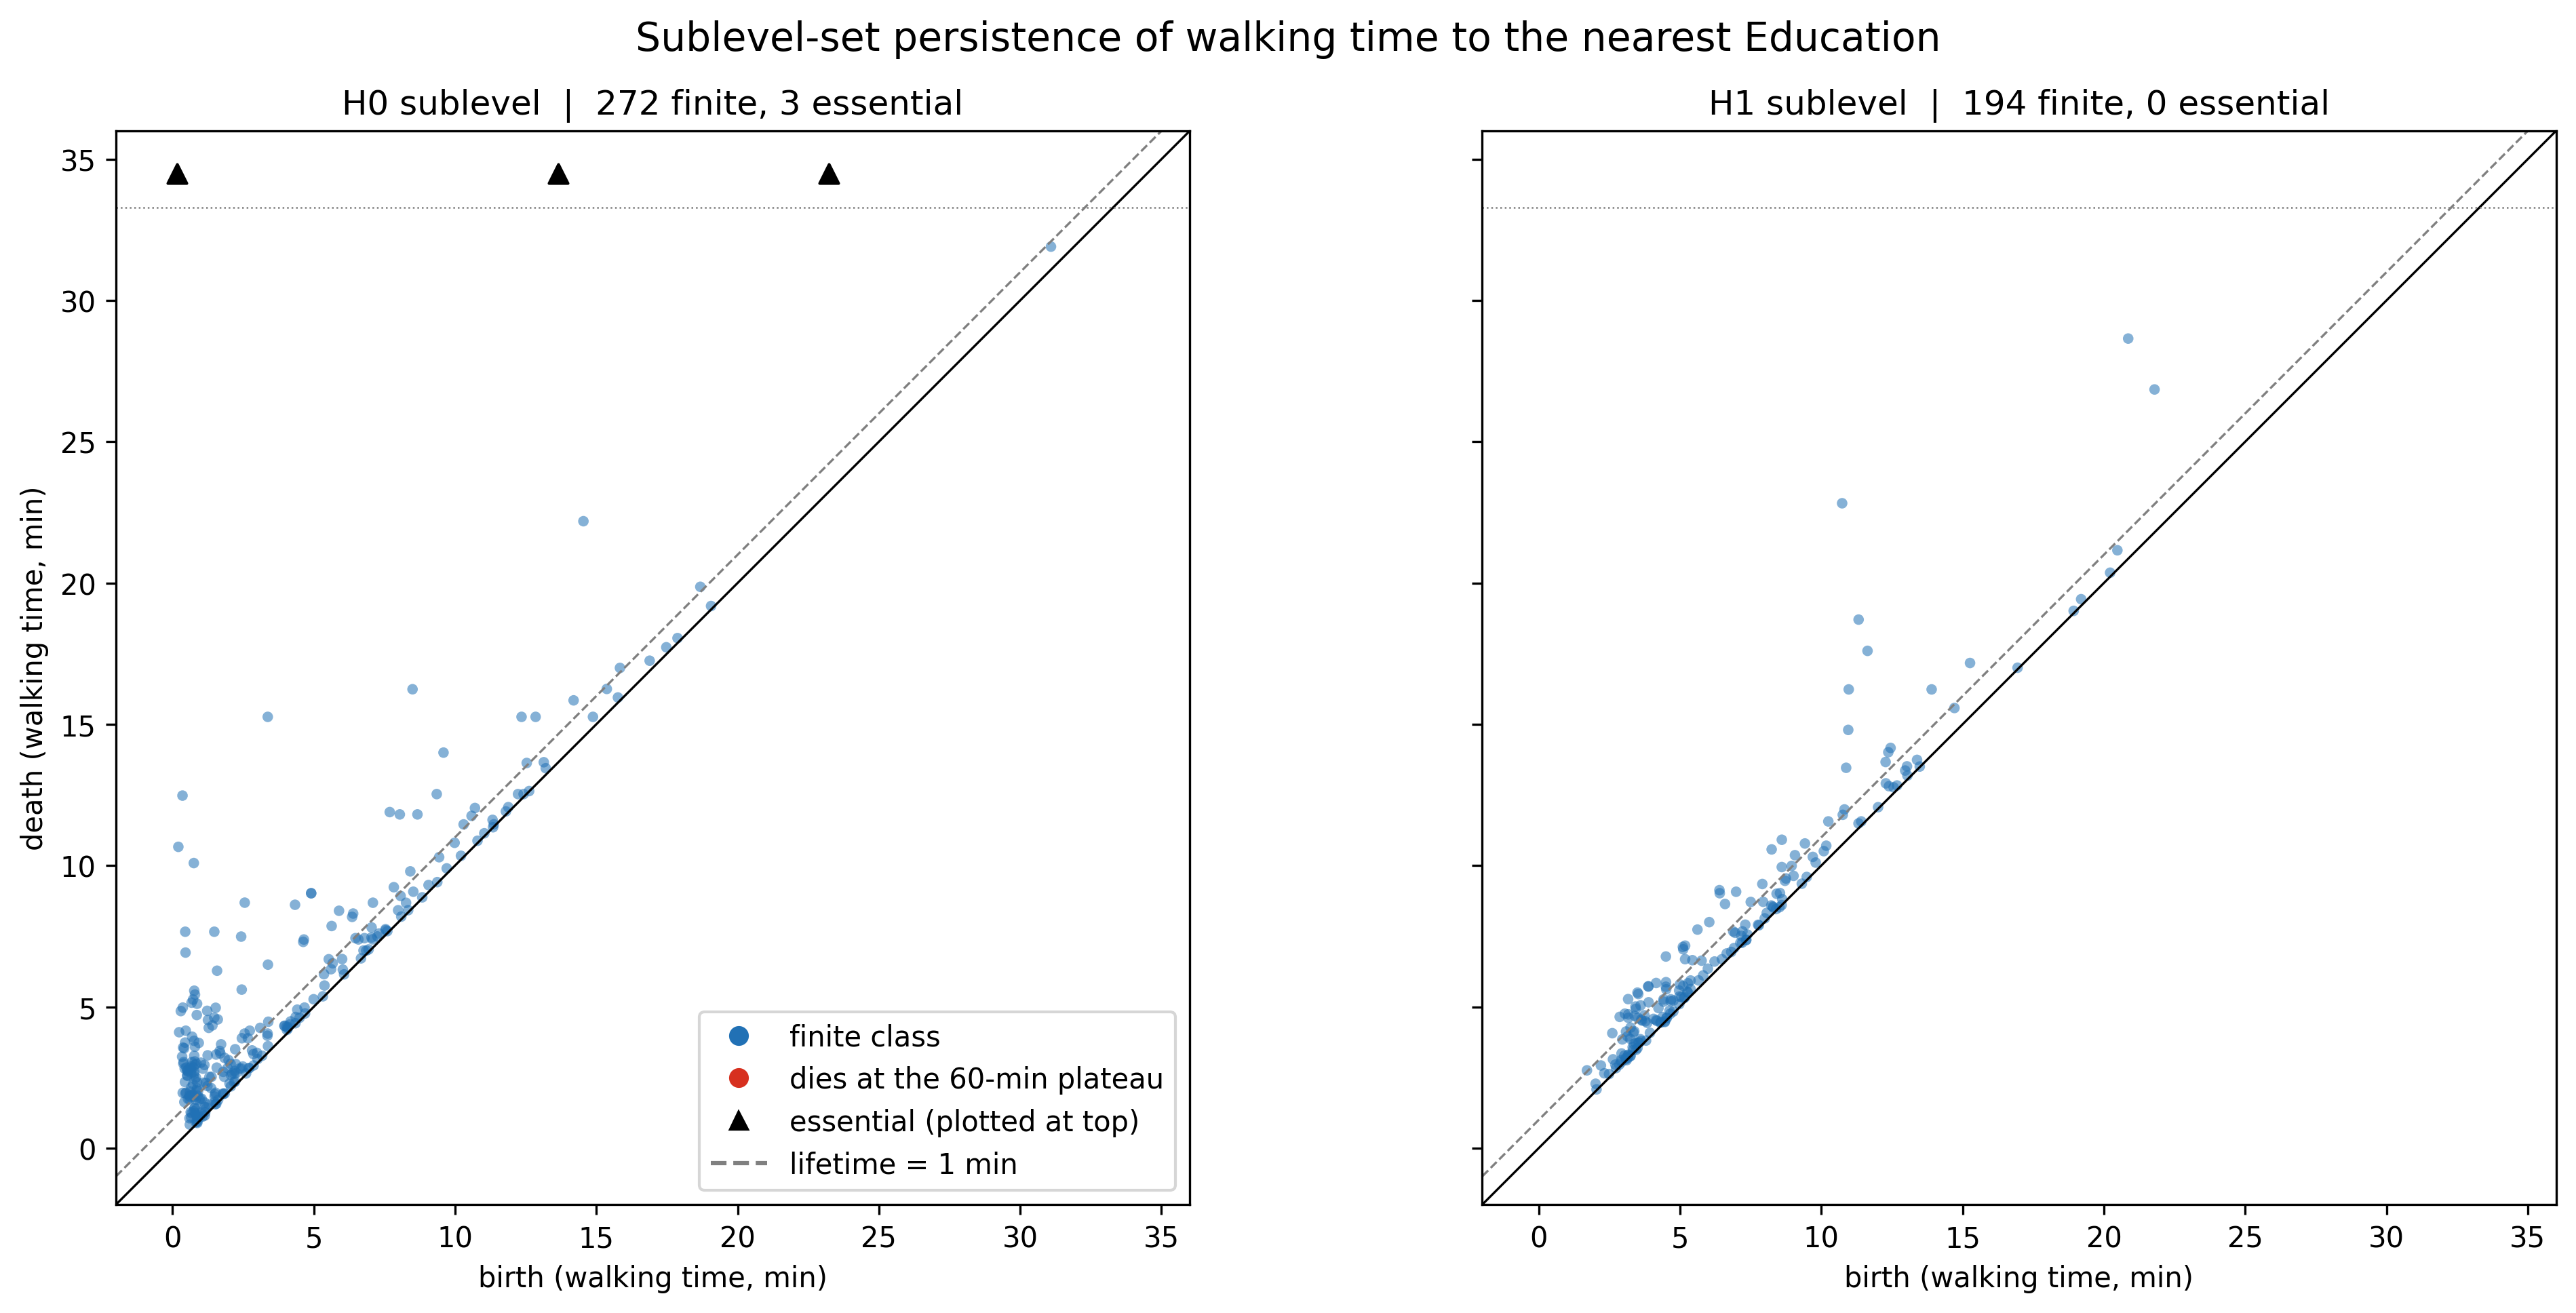 Sublevel-set persistence of walking time to the nearest Education
H0 sublevel | 272 finite, 3 essential
H1 sublevel | 194 finite, 0 essential
death (walking time, min)
35
30
25
20
15
10
5
0
finite class
dies at the 60-min plateau
essential (plotted at top)
lifetime = 1 min
0 5 10 15 20 25 30 35
0 5 10 15 20 25 30 35
birth (walking time, min)
birth (walking time, min)